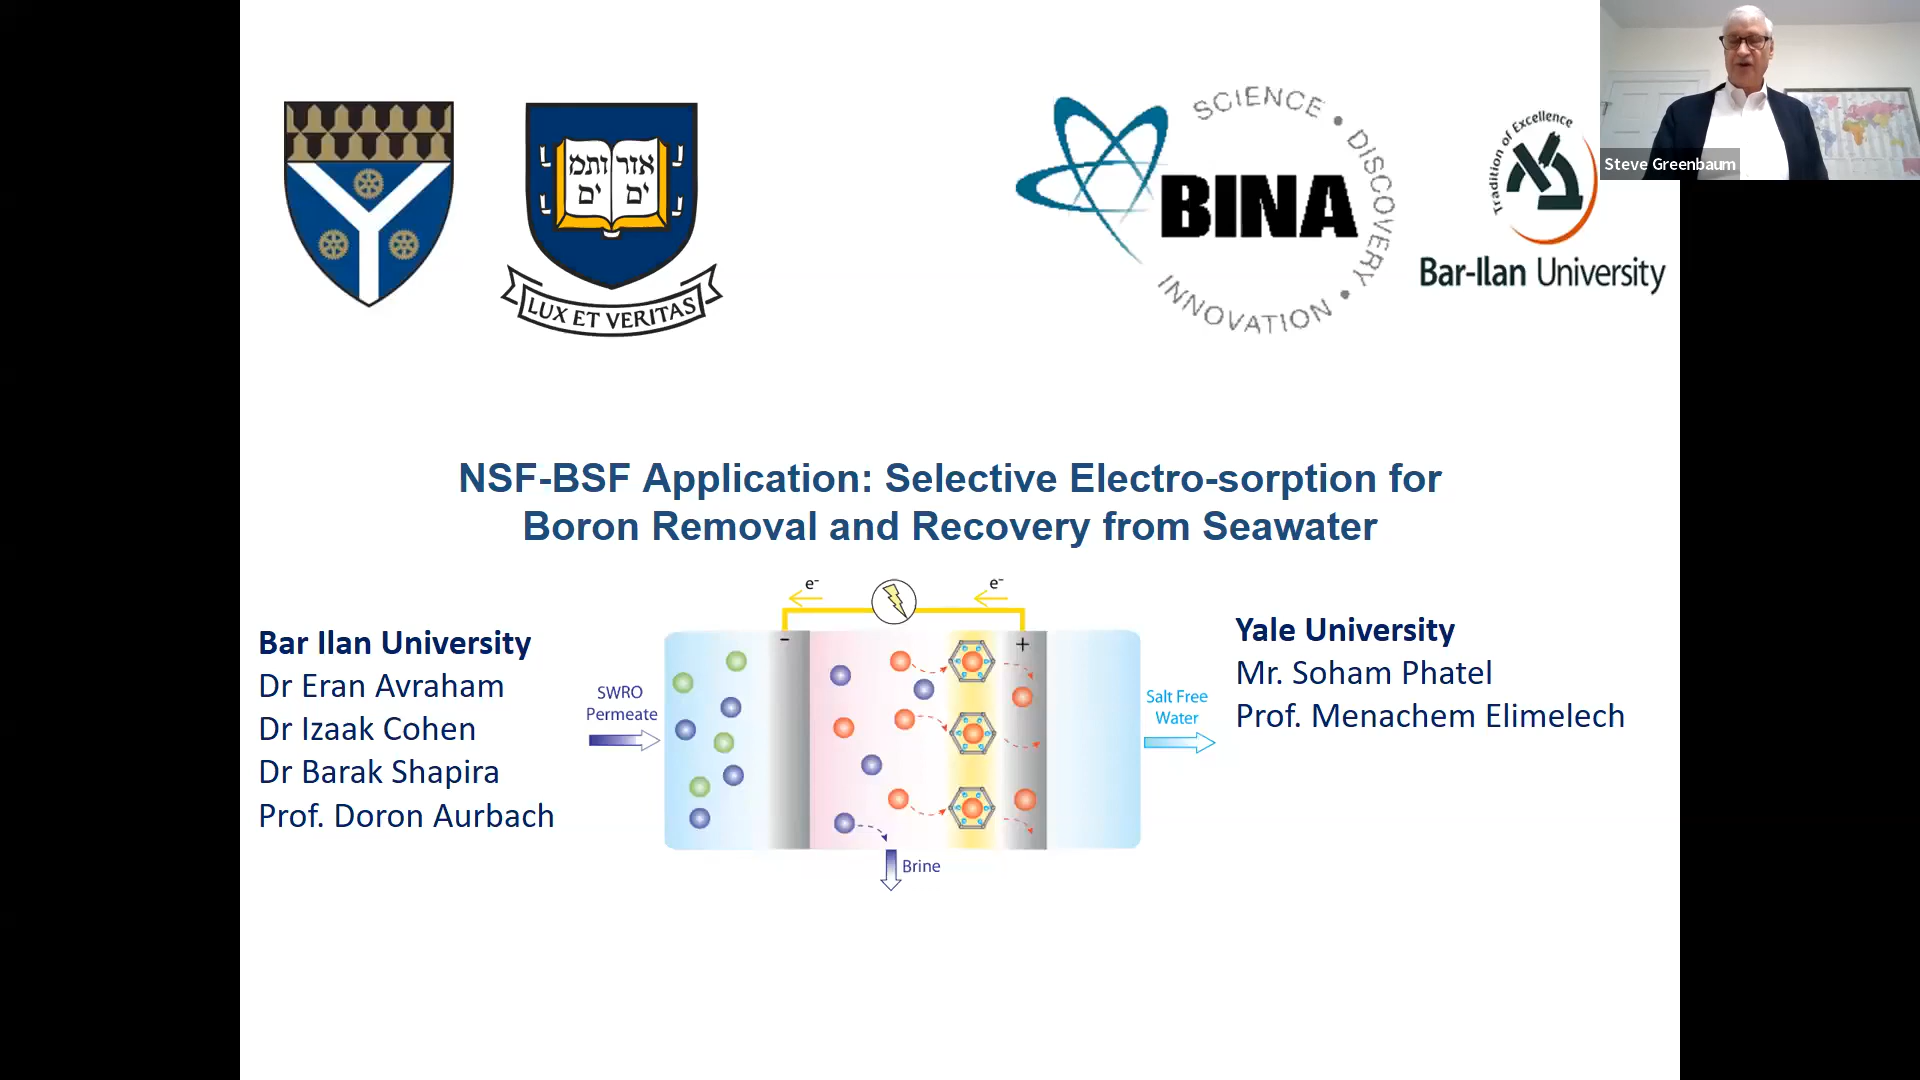 אור ותמ
ים ים
LUX ET VERITAS
SCIENCE • DISCOVERY • INNOVATION
BINA
Tradition of Excellence
Bar-Ilan University
Steve Greenbaum
NSF-BSF Application: Selective Electro-sorption for
Boron Removal and Recovery from Seawater
Bar Ilan University
Dr Eran Avraham
Dr Izaak Cohen
Dr Barak Shapira
Prof. Doron Aurbach
e-
e-
-
+
SWRO
Permeate
Brine
Salt Free
Water
Yale University
Mr. Soham Phatel
Prof. Menachem Elimelech